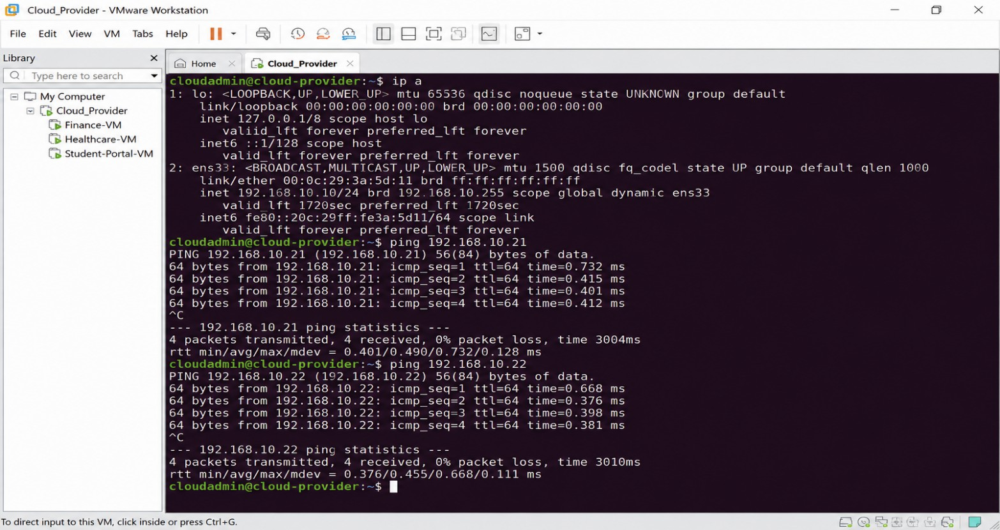 Cloud_Provider - VMware Workstation
File Edit View VM Tabs Help
Library
Type here to search
My Computer
Cloud_Provider
Finance-VM
Healthcare-VM
Student-Portal-VM
Home
Cloud_Provider
cloudadmin@cloud-provider:~$ ip a
1: lo: <LOOPBACK,UP,LOWER_UP> mtu 65536 qdisc noqueue state UNKNOWN group default
link/loopback 00:00:00:00:00:00 brd 00:00:00:00:00:00
inet 127.0.0.1/8 scope host lo
valiid_lft forever preferred_lft forever
inet6 ::1/128 scope host
valid_lft forever preferred_lft forever
2: ens33: <BROADCAST,MULTICAST,UP,LOWER_UP> mtu 1500 qdisc fq_codel state UP group default qlen 1000
link/ether 00:0c:29:3a:5d:11 brd ff:ff:ff:ff:ff:ff
inet 192.168.10.10/24 brd 192.168.10.255 scope global dynamic ens33
valid_lft 1720sec preferred_lft 1720sec
inet6 fe80::20c:29ff:fe3a:5d11/64 scope link
valid_lft forever preferred_lft forever
cloudadmin@cloud-provider:~$ ping 192.168.10.21
PING 192.168.10.21 (192.168.10.21) 56(84) bytes of data.
64 bytes from 192.168.10.21: icmp_seq=1 ttl=64 time=0.732 ms
64 bytes from 192.168.10.21: icmp_seq=2 ttl=64 time=0.415 ms
64 bytes from 192.168.10.21: icmp_seq=3 ttl=64 time=0.401 ms
64 bytes from 192.168.10.21: icmp_seq=4 ttl=64 time=0.412 ms
^C
--- 192.168.10.21 ping statistics ---
4 packets transmitted, 4 received, 0% packet loss, time 3004ms
rtt min/avg/max/mdev = 0.401/0.490/0.732/0.128 ms
cloudadmin@cloud-provider:~$ ping 192.168.10.22
PING 192.168.10.22 (192.168.10.22) 56(84) bytes of data.
64 bytes from 192.168.10.22: icmp_seq=1 ttl=64 time=0.668 ms
64 bytes from 192.168.10.22: icmp_seq=2 ttl=64 time=0.376 ms
64 bytes from 192.168.10.22: icmp_seq=3 ttl=64 time=0.398 ms
64 bytes from 192.168.10.22: icmp_seq=4 ttl=64 time=0.381 ms
^C
--- 192.168.10.22 ping statistics ---
4 packets transmitted, 4 received, 0% packet loss, time 3010ms
rtt min/avg/max/mdev = 0.376/0.455/0.668/0.111 ms
cloudadmin@cloud-provider:~$
To direct input to this VM, click inside or press Ctrl+G.